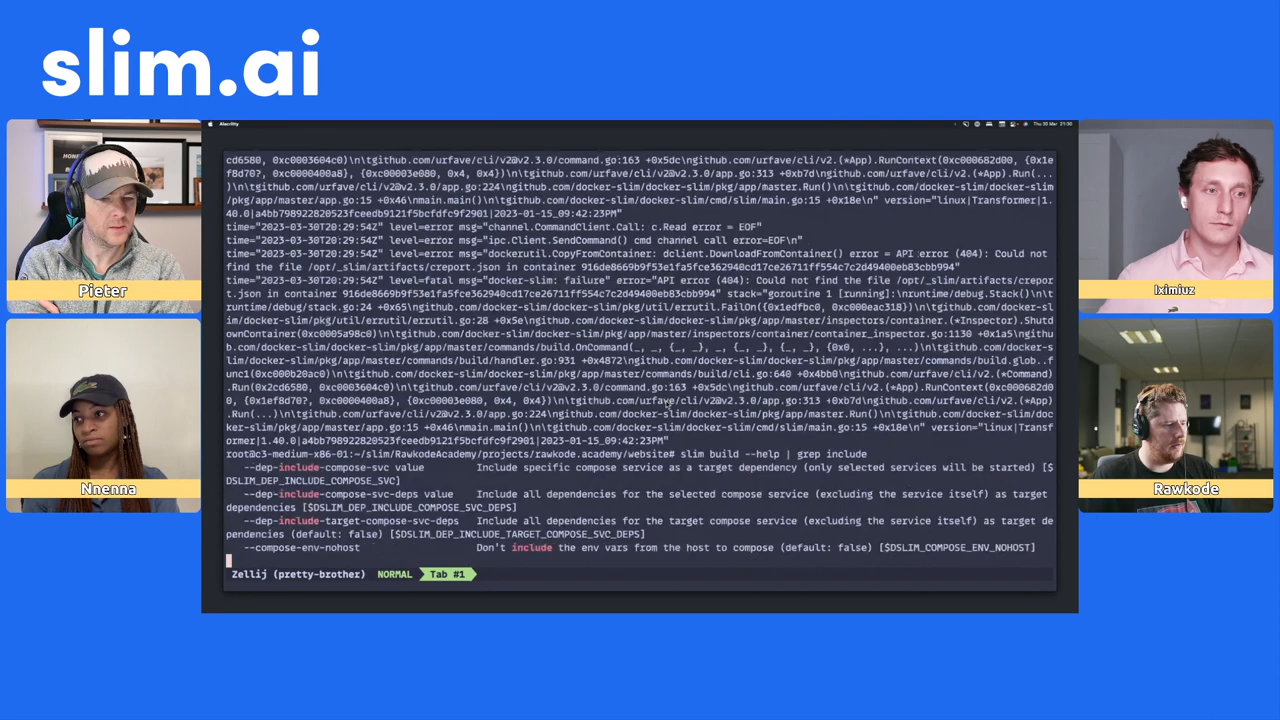 slim.ai
Alacritty
Thu 30 Mar 21:30
cd6580, 0xc0003604c0)\n\tgithub.com/urfave/cli/v2@v2.3.0/command.go:163 +0x5dc\ngithub.com/urfave/cli/v2.(*App).RunContext(0xc000682d00, {0x1e
f8d70?, 0xc0000400a8}, {0xc00003e080, 0x4, 0x4})\n\tgithub.com/urfave/cli/v2@v2.3.0/app.go:313 +0xb7d\ngithub.com/urfave/cli/v2.(*App).Run(...
)\n\tgithub.com/urfave/cli/v2@v2.3.0/app.go:224\ngithub.com/docker-slim/docker-slim/pkg/app/master.Run()\n\tgithub.com/docker-slim/docker-slim
/pkg/app/master/app.go:15 +0x46\nmain.main()\n\tgithub.com/docker-slim/docker-slim/cmd/slim/main.go:15 +0x18e\n" version="linux|Transformer|1.
40.0|a4bb798922820523fceedb9121f5bcfdfc9f2901|2023-01-15_09:42:23PM"
time="2023-03-30T20:29:54Z" level=error msg="channel.CommandClient.Call: c.Read error = EOF"
time="2023-03-30T20:29:54Z" level=error msg="ipc.Client.SendCommand() cmd channel call error=EOF\n"
time="2023-03-30T20:29:54Z" level=error msg="dockerutil.CopyFromContainer: dclient.DownloadFromContainer() error = API error (404): Could not
find the file /opt/_slim/artifacts/creport.json in container 916de8669b9f53e1fa5fce362940cd17ce26711ff554c7c2d49400eb83cbb994"
time="2023-03-30T20:29:54Z" level=fatal msg="docker-slim: failure" error="API error (404): Could not find the file /opt/_slim/artifacts/crepor
t.json in container 916de8669b9f53e1fa5fce362940cd17ce26711ff554c7c2d49400eb83cbb994" stack="goroutine 1 [running]:\nruntime/debug.Stack()\n\t
runtime/debug/stack.go:24 +0x65\ngithub.com/docker-slim/docker-slim/pkg/util/errutil.FailOn({0x1edfbc0, 0xc000eac318})\n\tgithub.com/docker-sl
im/docker-slim/pkg/util/errutil/errutil.go:28 +0x5e\ngithub.com/docker-slim/docker-slim/pkg/app/master/inspectors/container.(*Inspector).Shutd
ownContainer(0xc0005a98c0)\n\tgithub.com/docker-slim/docker-slim/pkg/app/master/inspectors/container/container_inspector.go:1130 +0x1a5\ngithu
b.com/docker-slim/docker-slim/pkg/app/master/commands/build.OnCommand(_, _, {_, _}, {_, _}, {_, _}, {0x0, ...}, ...)\n\tgithub.com/docker-slim/docker-s
lim/pkg/app/master/commands/build/handler.go:931 +0x4872\ngithub.com/docker-slim/docker-slim/pkg/app/master/commands/build.glob..f
unc1(0xc000b20ac0)\n\tgithub.com/docker-slim/docker-slim/pkg/app/master/commands/build/cli.go:640 +0x4bb0\ngithub.com/urfave/cli/v2.(*Command)
.Run(0x2cd6580, 0xc0003604c0)\n\tgithub.com/urfave/cli/v2@v2.3.0/command.go:163 +0x5dc\ngithub.com/urfave/cli/v2.(*App).RunContext(0xc000682d0
0, {0x1ef8d70?, 0xc0000400a8}, {0xc00003e080, 0x4, 0x4})\n\tgithub.com/urfave/cli/v2@v2.3.0/app.go:313 +0xb7d\ngithub.com/urfave/cli/v2.(*App)
.Run(...)\n\tgithub.com/urfave/cli/v2@v2.3.0/app.go:224\ngithub.com/docker-slim/docker-slim/pkg/app/master.Run()\n\tgithub.com/docker-slim/doc
ker-slim/pkg/app/master/app.go:15 +0x46\nmain.main()\n\tgithub.com/docker-slim/docker-slim/cmd/slim/main.go:15 +0x18e\n" version="linux|Transf
ormer|1.40.0|a4bb798922820523fceedb9121f5bcfdfc9f2901|2023-01-15_09:42:23PM"
root@c3-medium-x86-01:~/slim/RawkodeAcademy/projects/rawkode.academy/website# slim build --help | grep include
--dep-include-compose-svc value Include specific compose service as a target dependency (only selected services will be started) [$
DSLIM_DEP_INCLUDE_COMPOSE_SVC]
--dep-include-compose-svc-deps value Include all dependencies for the selected compose service (excluding the service itself) as target
dependencies [$DSLIM_DEP_INCLUDE_COMPOSE_SVC_DEPS]
--dep-include-target-compose-svc-deps Include all dependencies for the target compose service (excluding the service itself) as target de
pendencies (default: false) [$DSLIM_DEP_INCLUDE_TARGET_COMPOSE_SVC_DEPS]
--compose-env-nohost Don't include the env vars from the host to compose (default: false) [$DSLIM_COMPOSE_ENV_NOHOST]
Zellij (pretty-brother) NORMAL Tab #1
Pieter
Nnenna
Iximiuz
Rawkode